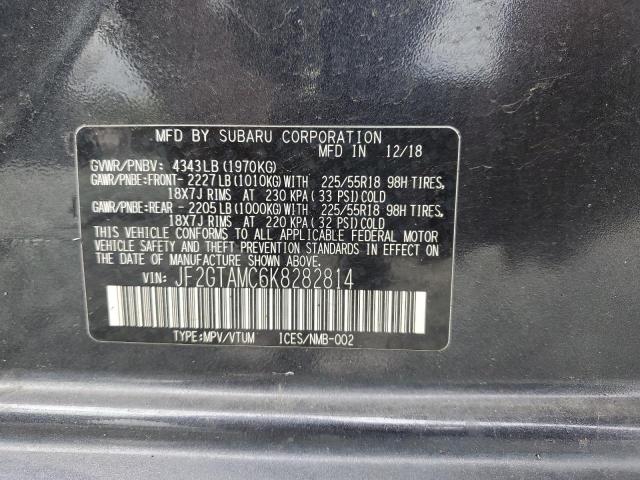 MFD BY SUBARU CORPORATION
MFD IN 12/18
GVWR/PNBV: 4343LB (1970KG)
GAWR/PNBE:FRONT-2227LB (1010KG) WITH 225/55R18 98H TIRES,
18X7J RIMS AT 230 KPA (33 PSI) COLD
GAWR/PNBE:REAR -2205LB (1000KG) WITH 225/55R18 98H TIRES,
18X7J RIMS AT 220 KPA (32 PSI) COLD
THIS VEHICLE CONFORMS TO ALL APPLICABLE FEDERAL MOTOR
VEHICLE SAFETY AND THEFT PREVENTION STANDARDS IN EFFECT
ON THE DATE OF MANUFACTURE SHOWN ABOVE.
VIN: JF2GTAMC6K8282814
TYPE:MPV/VTUM ICES/NMB-002